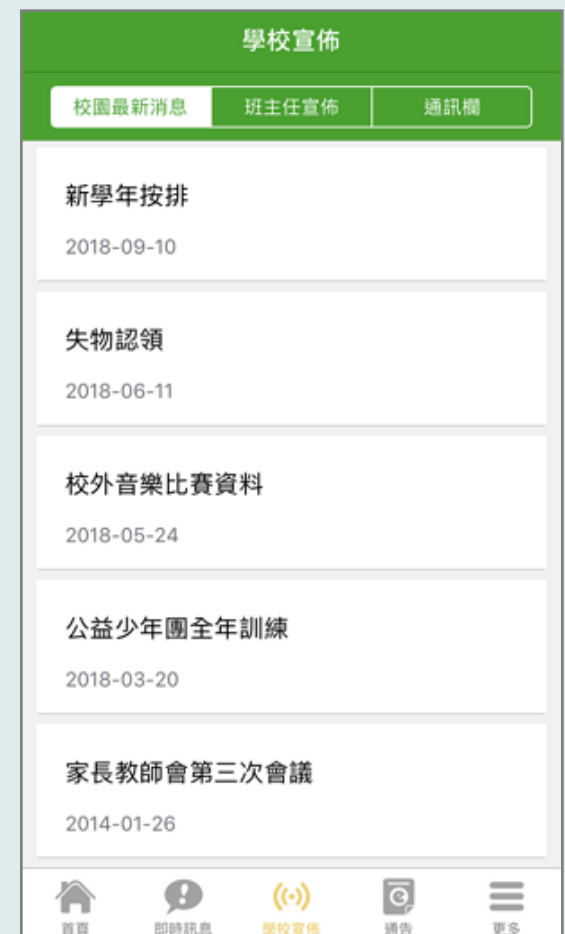 學校宣佈
校園最新消息 班主任宣佈 通訊欄
新學年按排
2018-09-10
失物認領
2018-06-11
校外音樂比賽資料
2018-05-24
公益少年團全年訓練
2018-03-20
家長教師會第三次會議
2014-01-26
首頁 即時訊息 學校宣佈 通告 更多